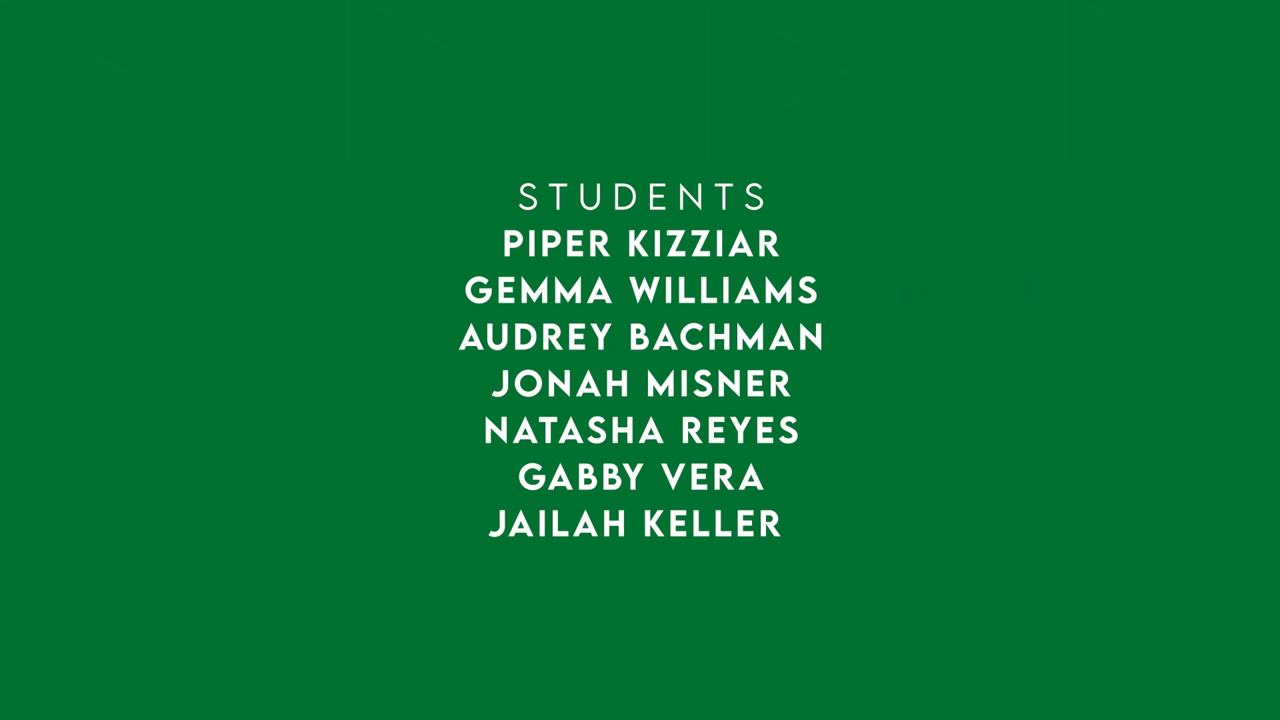 STUDENTS
PIPER KIZZIAR
GEMMA WILLIAMS
AUDREY BACHMAN
JONAH MISNER
NATASHA REYES
GABBY VERA
JAILAH KELLER